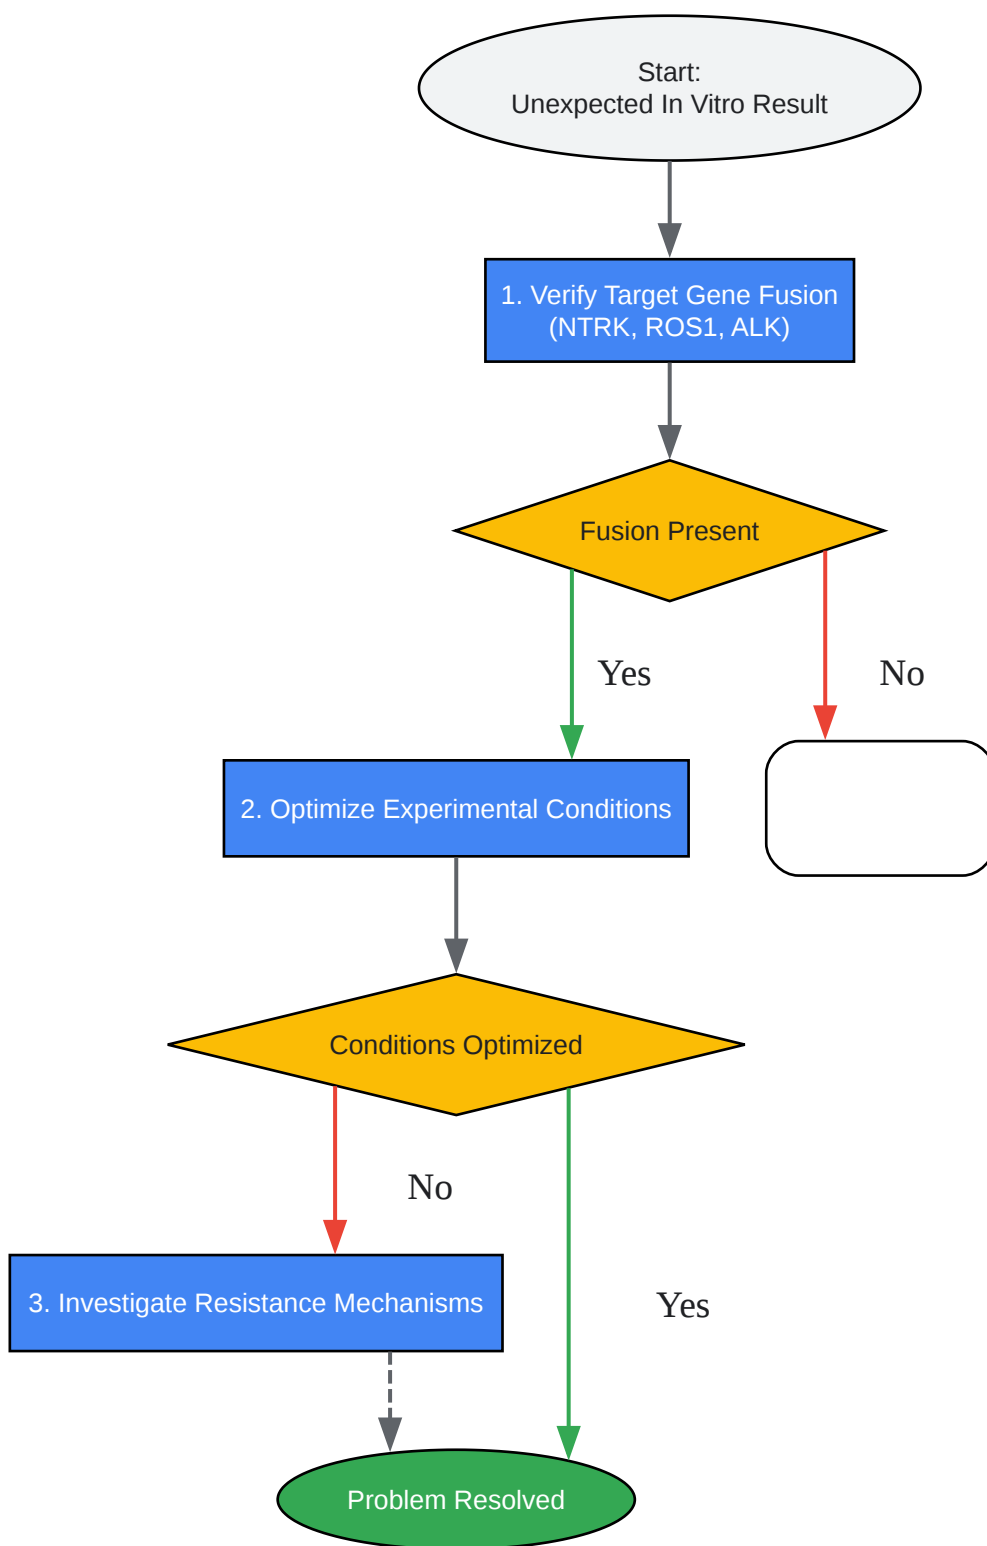 Start:
Unexpected In Vitro Result
1. Verify Target Gene Fusion
(NTRK, ROS1, ALK)
Fusion Present
Yes
No
2. Optimize Experimental Conditions
Conditions Optimized
No
3. Investigate Resistance Mechanisms
Yes
Problem Resolved